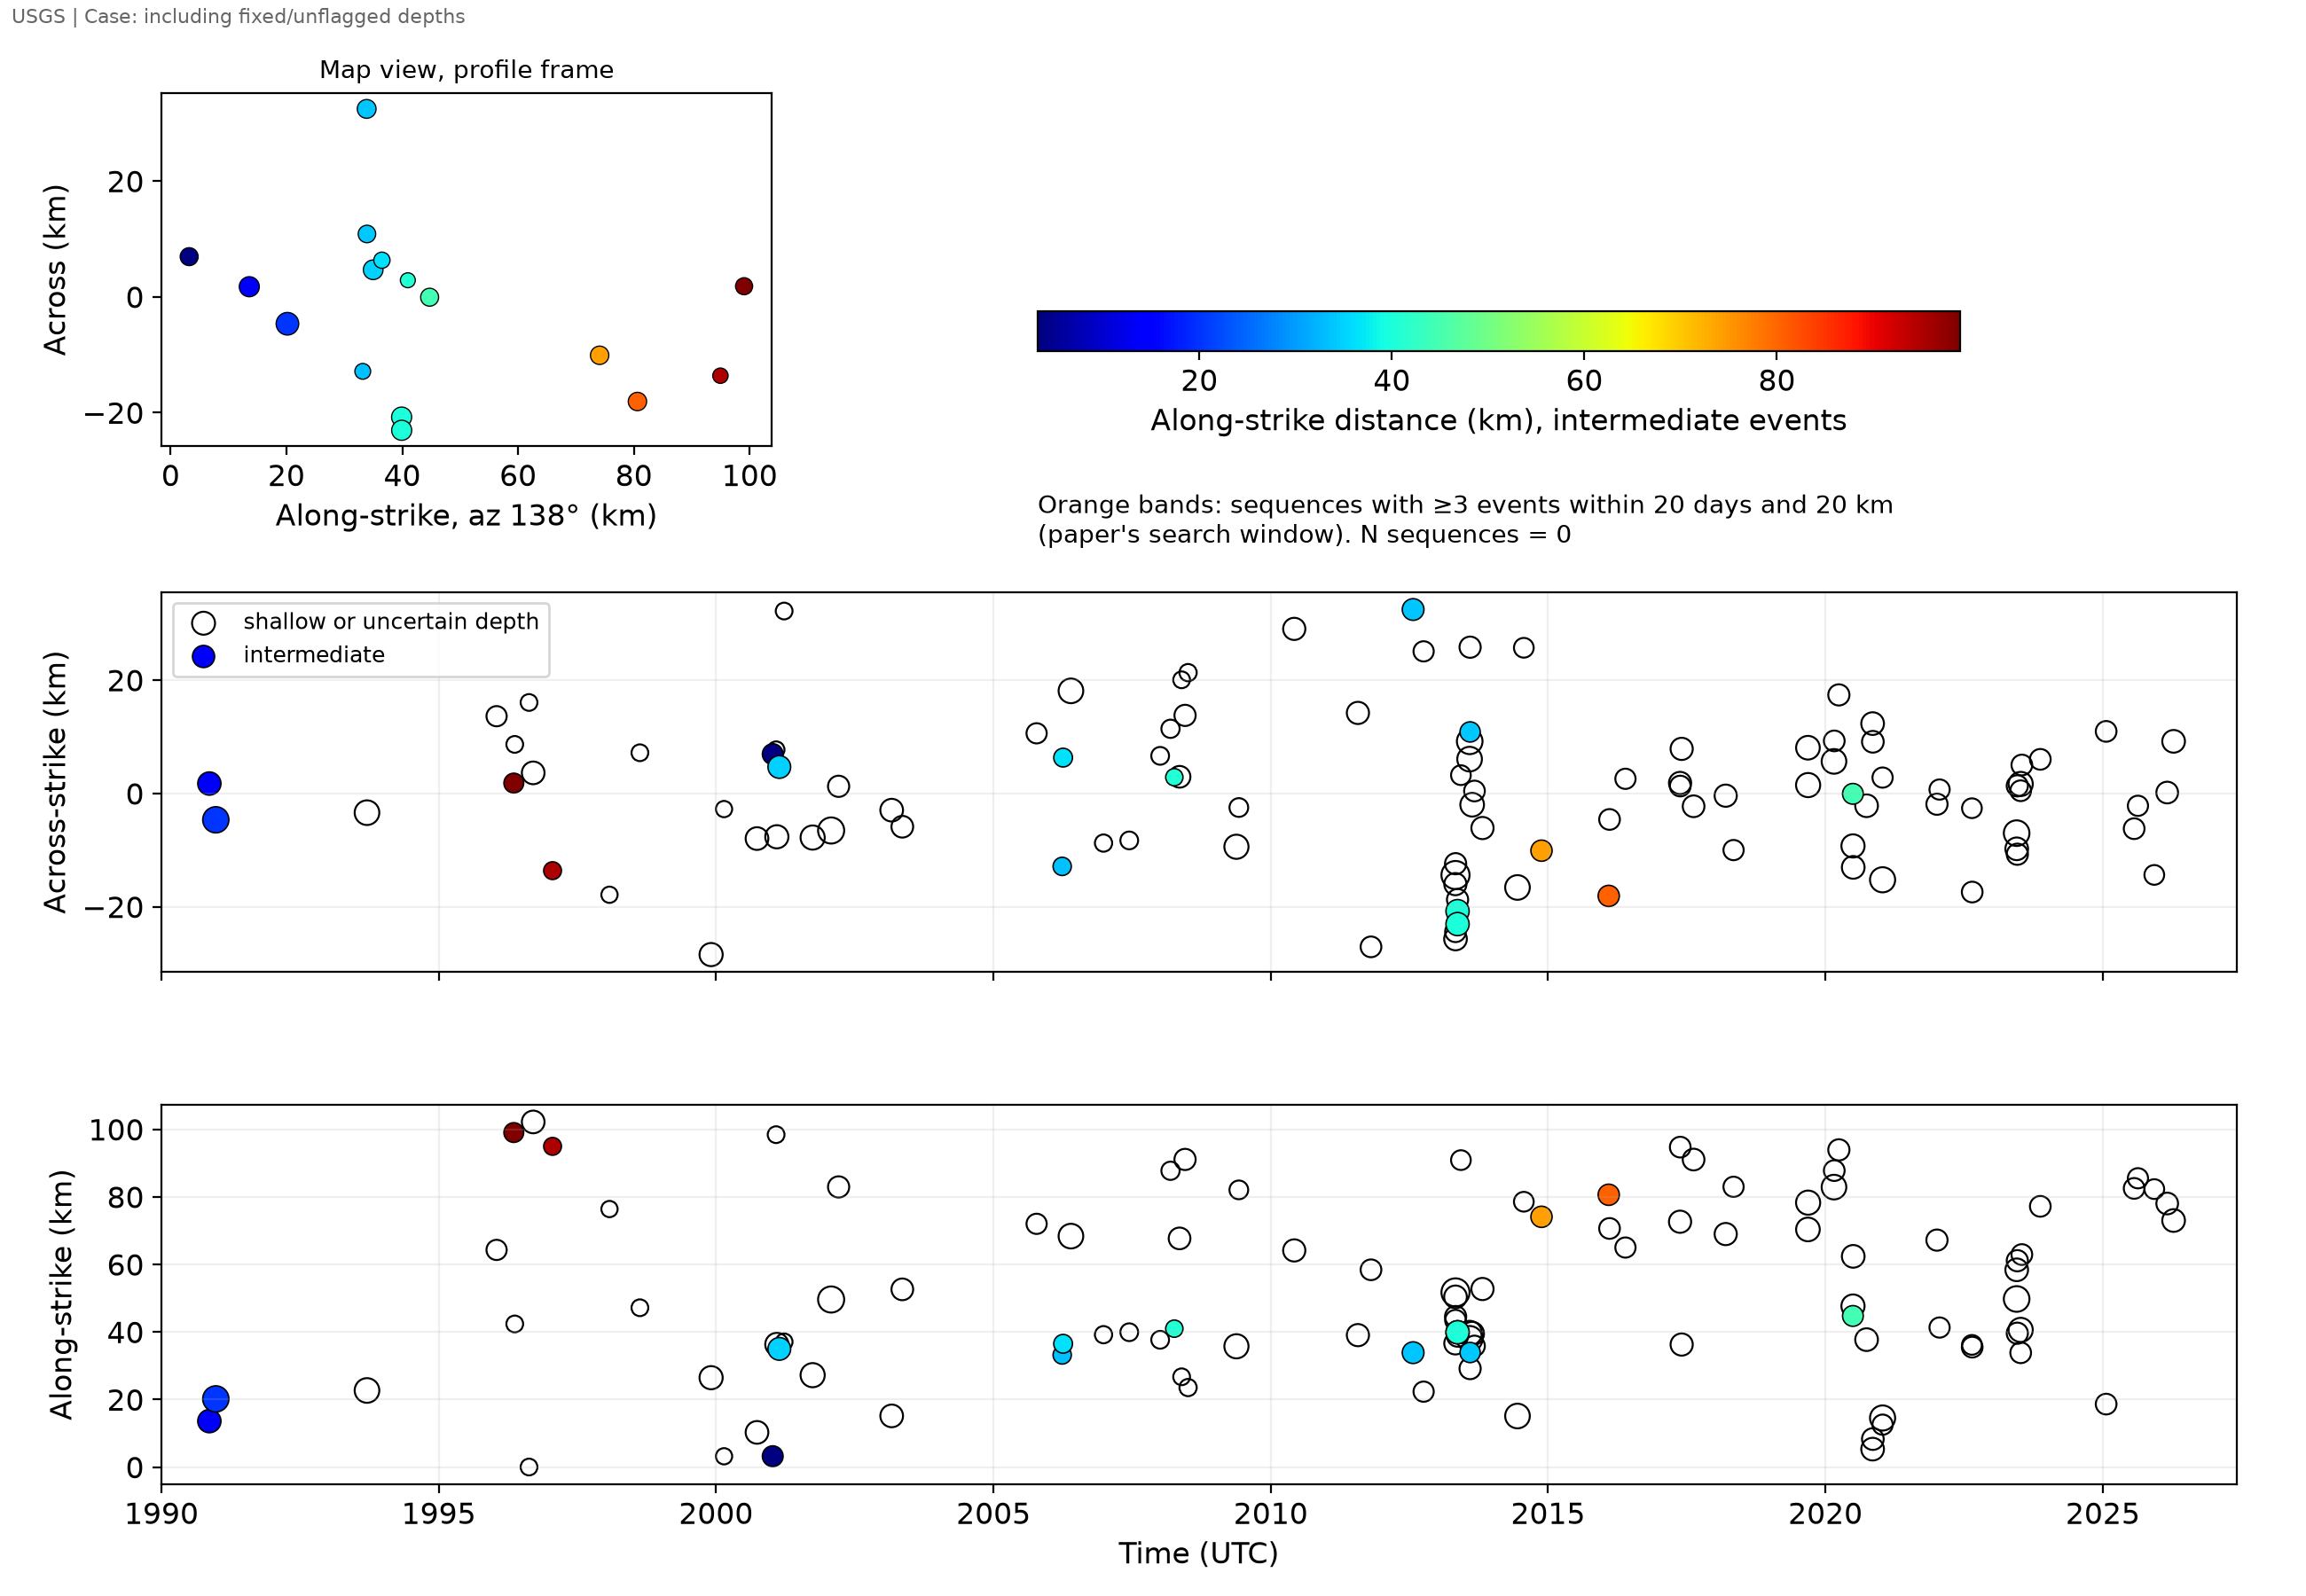 USGS | Case: including fixed/unflagged depths
Map view, profile frame
Across (km)
20
0
−20
0 20 40 60 80 100
Along-strike, az 138° (km)
20 40 60 80
Along-strike distance (km), intermediate events
Orange bands: sequences with ≥3 events within 20 days and 20 km
(paper's search window). N sequences = 0
shallow or uncertain depth
intermediate
Across-strike (km)
20
0
−20
Along-strike (km)
100
80
60
40
20
0
1990 1995 2000 2005 2010 2015 2020 2025
Time (UTC)